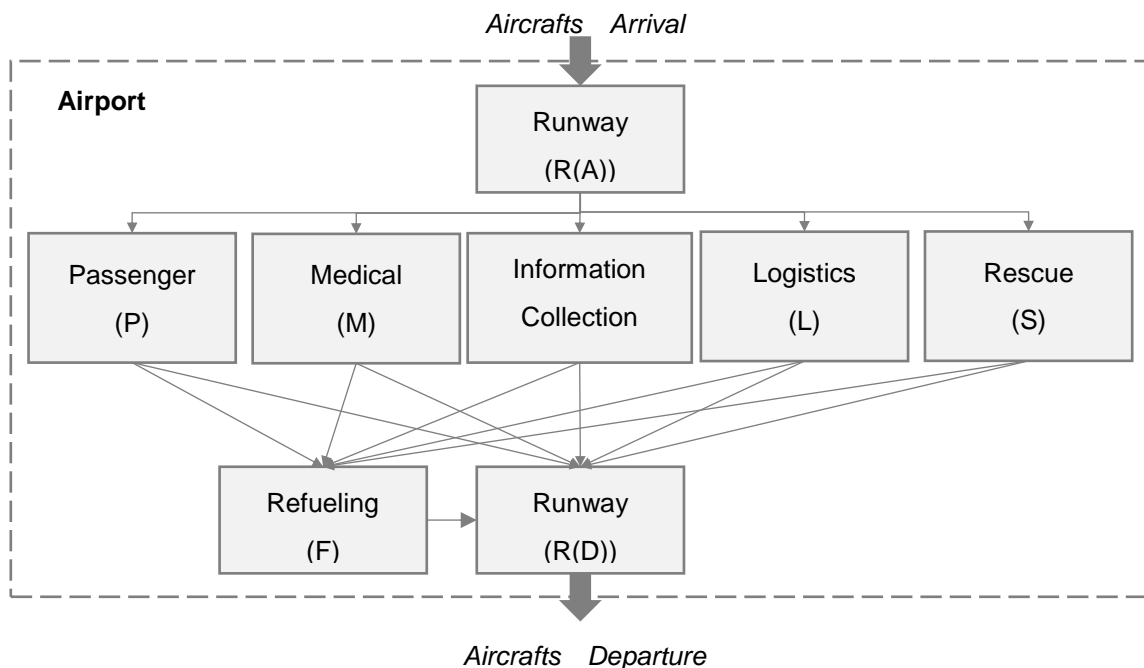 Aircrafts Arrival
Airport
Runway
(R(A))
Passenger
(P)
Medical
(M)
Information
Collection
Logistics
(L)
Rescue
(S)
Refueling
(F)
Runway
(R(D))
Aircrafts Departure